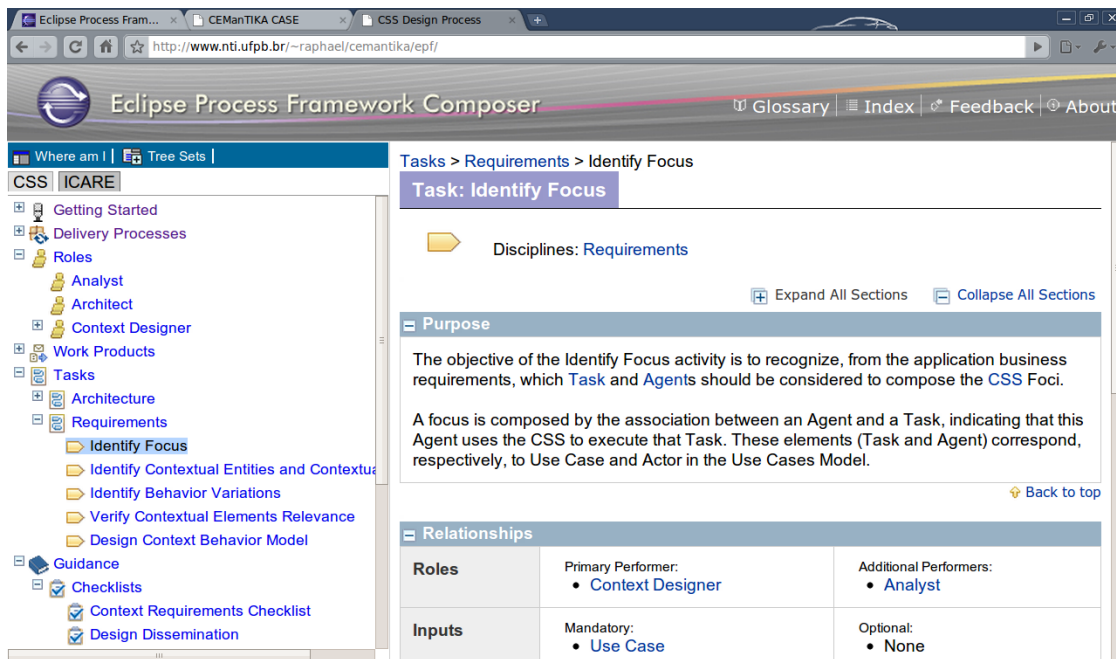 Eclipse Process Fram...
CEManTIKA CASE
CSS Design Process
http://www.nti.ufpb.br/~raphael/cemantika/epf/
Eclipse Process Framework Composer
Glossary
Index
Feedback
About
Where am I
Tree Sets
CSS
ICARE
Getting Started
Delivery Processes
Roles
Analyst
Architect
Context Designer
Work Products
Tasks
Architecture
Requirements
Identify Focus
Identify Contextual Entities and Contextua
Identify Behavior Variations
Verify Contextual Elements Relevance
Design Context Behavior Model
Guidance
Checklists
Context Requirements Checklist
Design Dissemination
Tasks > Requirements > Identify Focus
Task: Identify Focus
Disciplines: Requirements
Expand All Sections
Collapse All Sections
Purpose
The objective of the Identify Focus activity is to recognize, from the application business
requirements, which Task and Agents should be considered to compose the CSS Foci.
A focus is composed by the association between an Agent and a Task, indicating that this
Agent uses the CSS to execute that Task. These elements (Task and Agent) correspond,
respectively, to Use Case and Actor in the Use Cases Model.
Back to top
Relationships
Roles
Primary Performer:
• Context Designer
Additional Performers:
• Analyst
Inputs
Mandatory:
• Use Case
Optional:
• None